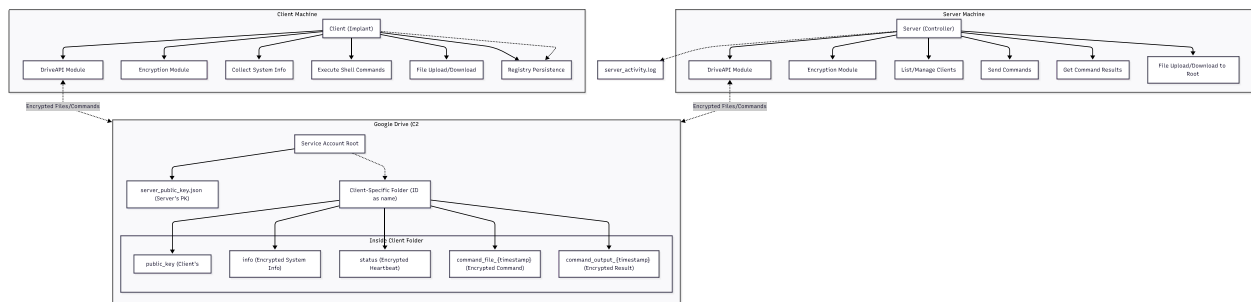 Client Machine
Client (Implant)
DriveAPI Module
Encryption Module
Collect System Info
Execute Shell Commands
File Upload/Download
Registry Persistence
Server Machine
Server (Controller)
server_activity.log
DriveAPI Module
Encryption Module
List/Manage Clients
Send Commands
Get Command Results
File Upload/Download to
Root
Encrypted Files/Commands
Encrypted Files/Commands
Google Drive (C2
Service Account Root
server_public_key.json
(Server's PK)
Client-Specific Folder (ID
as name)
Inside Client Folder
public_key (Client's
info (Encrypted System
Info)
status (Encrypted
Heartbeat)
command_file_{timestamp}
(Encrypted Command)
command_output_{timestamp}
(Encrypted Result)